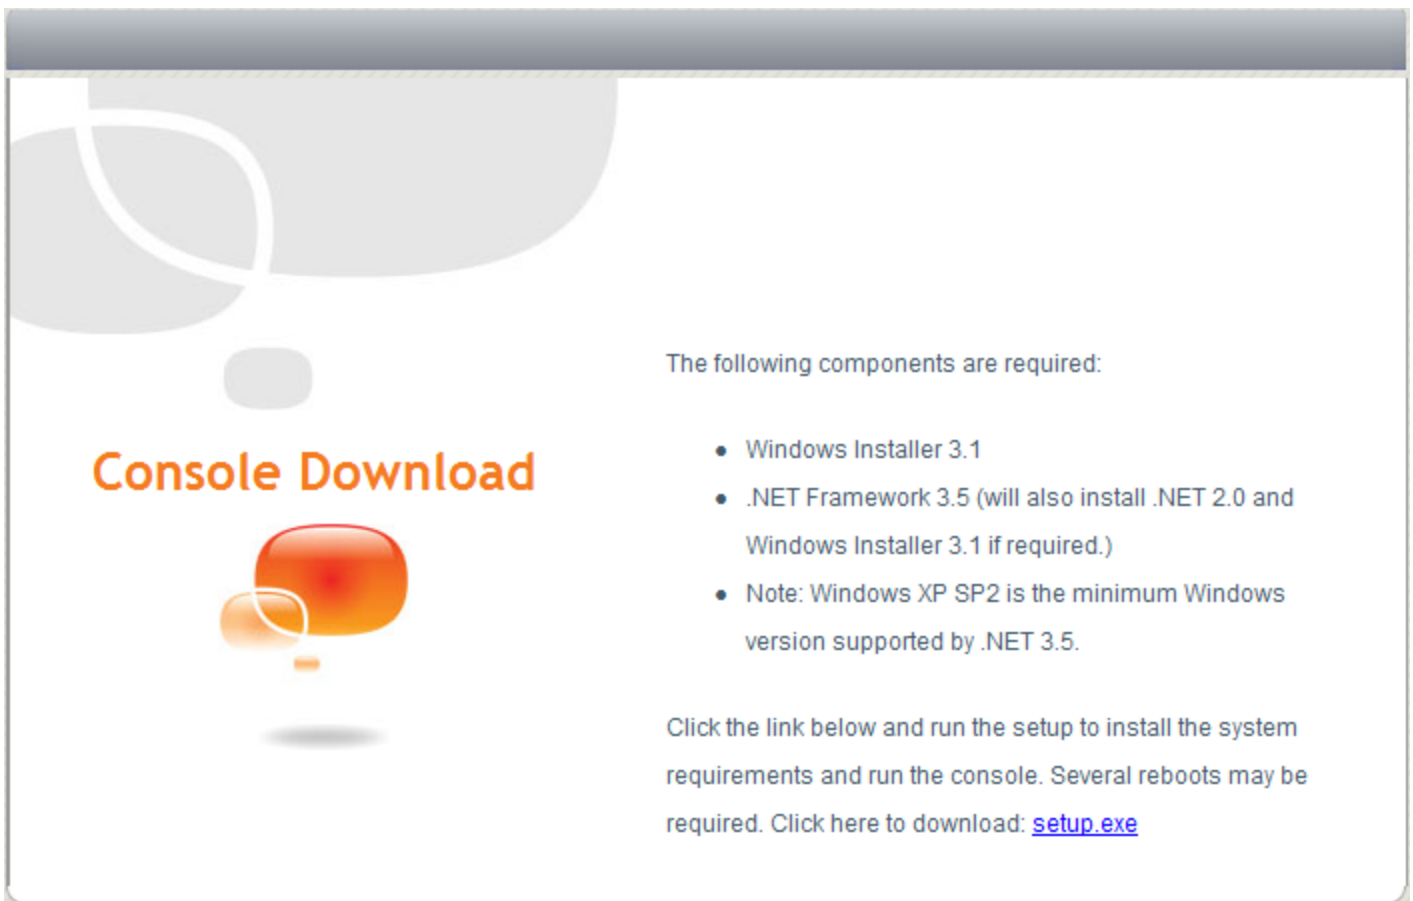 Console Download
The following components are required:
● Windows Installer 3.1
● .NET Framework 3.5 (will also install .NET 2.0 and
Windows Installer 3.1 if required.)
● Note: Windows XP SP2 is the minimum Windows
version supported by .NET 3.5.
Click the link below and run the setup to install the system
requirements and run the console. Several reboots may be
required. Click here to download: setup.exe